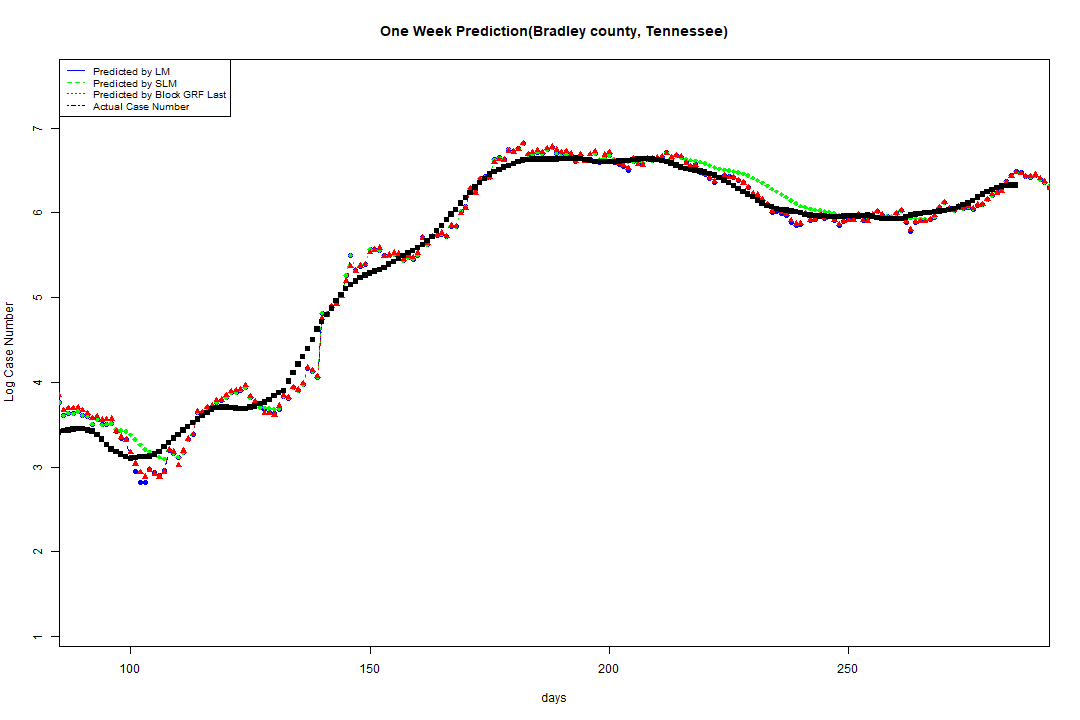 One Week Prediction(Bradley county, Tennessee)
Predicted by LM
Predicted by SLM
Predicted by Block GRF Last
Actual Case Number
7
6
5
4
3
2
1
Log Case Number
100
150
200
250
days